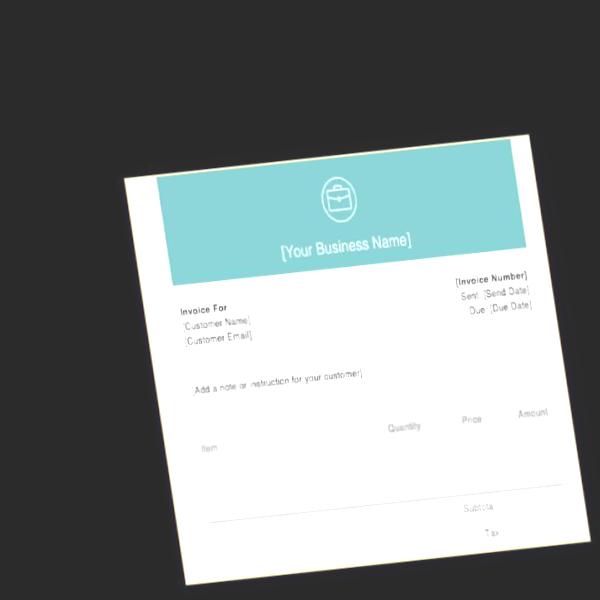 [Your Business Name]
Invoice For
[Customer Name]
[Customer Email]
[Invoice Number]
Sent: [Send Date]
Due: [Due Date]
[Add a note or instruction for your customer]
Item Quantity Price Amount
Subtota
Tax